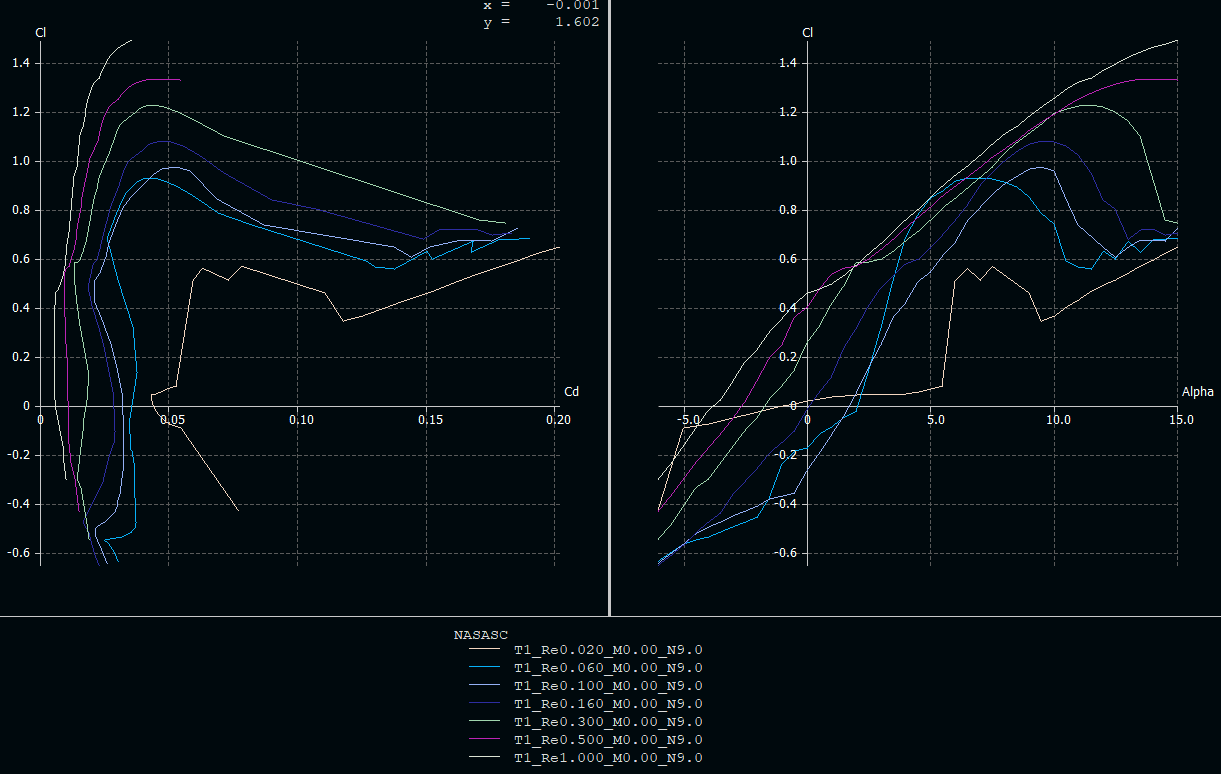 x =    -0.001
y =     1.602
Cl
1.4
1.2
1.0
0.8
0.6
0.4
0.2
0
-0.2
-0.4
-0.6
0
0.05
0.10
0.15
0.20
Cd
Cl
1.4
1.2
1.0
0.8
0.6
0.4
0.2
0
-0.2
-0.4
-0.6
-5.0
0
5.0
10.0
15.0
Alpha
NASASC
T1_Re0.020_M0.00_N9.0
T1_Re0.060_M0.00_N9.0
T1_Re0.100_M0.00_N9.0
T1_Re0.160_M0.00_N9.0
T1_Re0.300_M0.00_N9.0
T1_Re0.500_M0.00_N9.0
T1_Re1.000_M0.00_N9.0